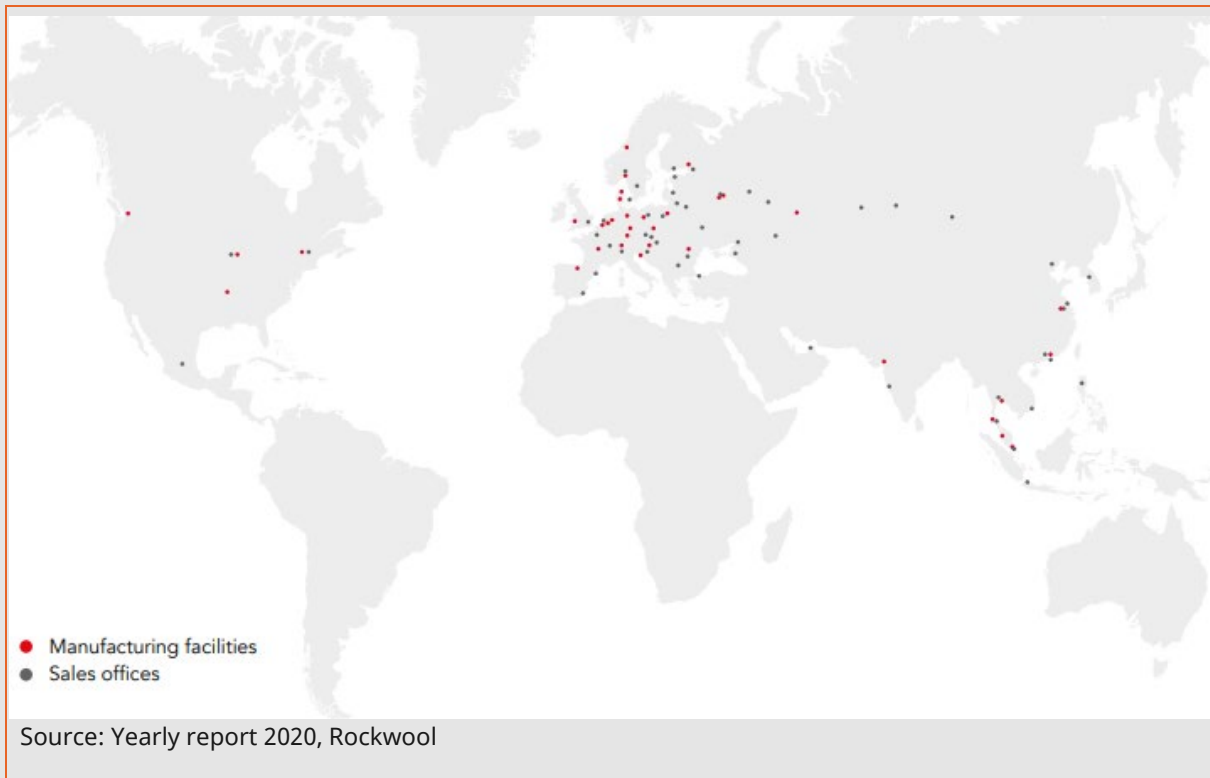 Manufacturing facilities
Sales offices
Source: Yearly report 2020, Rockwool